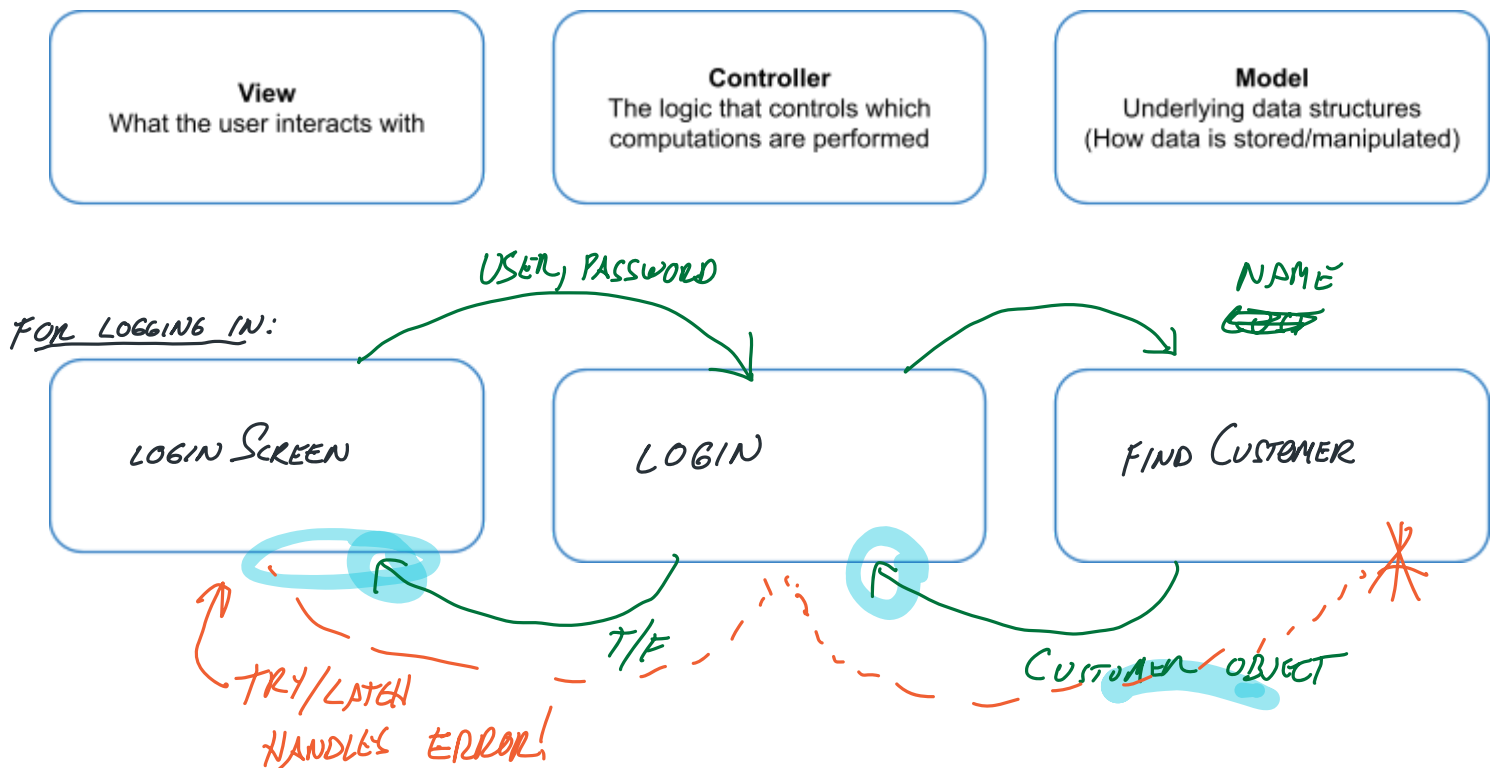 View
What the user interacts with
Controller
The logic that controls which
computations are performed
Model
Underlying data structures
(How data is stored/manipulated)
USER, PASSWORD
NAME
FOR LOGGING IN:
LOGIN SCREEN
LOGIN
FIND CUSTOMER
T/F
CUSTOMER OBJECT
TRY/CATCH
HANDLES ERROR!